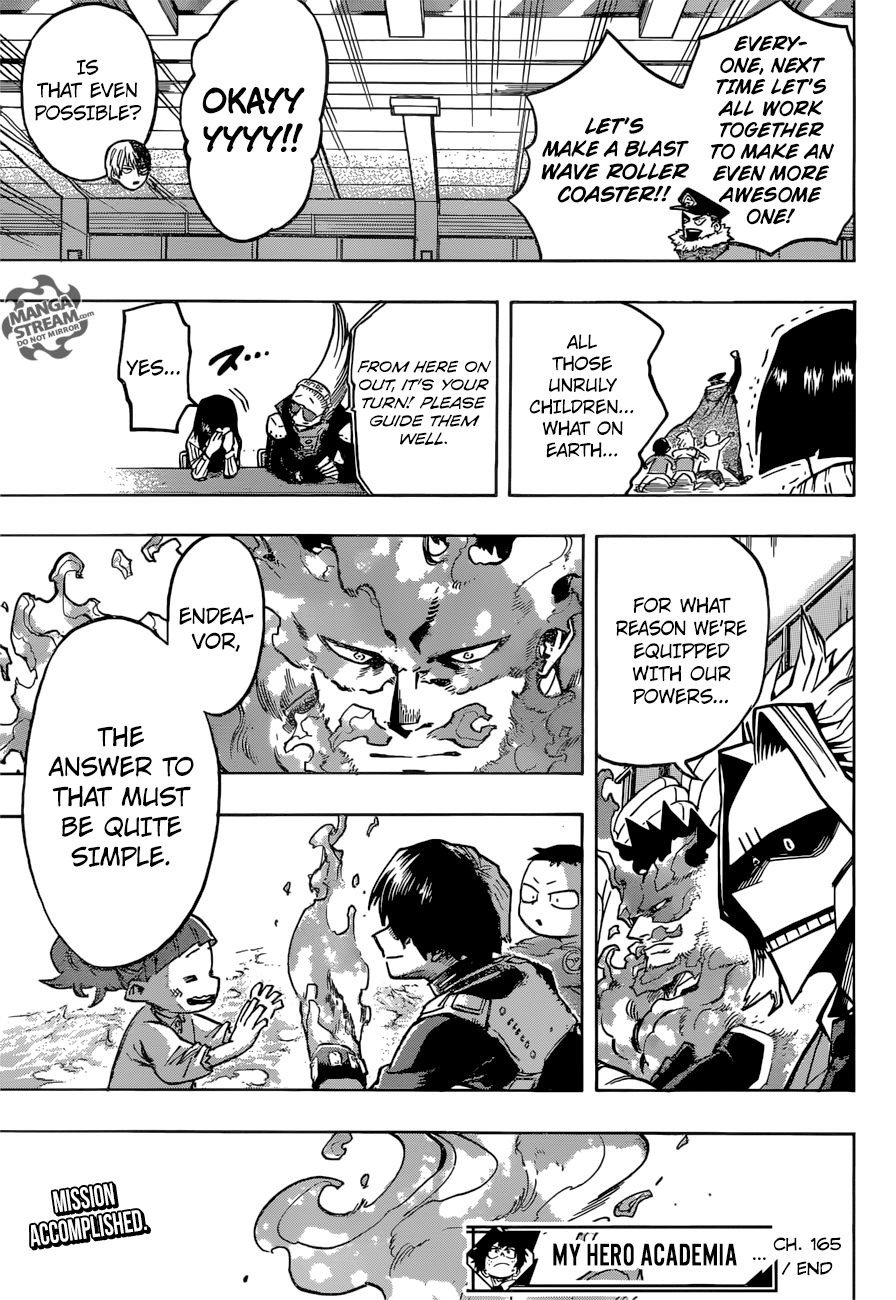 EVERY-
ONE, NEXT
TIME LET'S
ALL WORK
TOGETHER
TO MAKE AN
EVEN MORE
AWESOME
ONE!
LET'S
MAKE A BLAST
WAVE ROLLER
COASTER!!
OKAYY
YYYY!!
IS
THAT EVEN
POSSIBLE?
ALL
THOSE
UNRULY
CHILDREN...
WHAT ON
EARTH...
FROM HERE ON
OUT, IT'S YOUR
TURN! PLEASE
GUIDE THEM
WELL.
ス…
YES...
MANGA
STREAM.com
DO NOT MIRROR
FOR WHAT
REASON WE'RE
EQUIPPED
WITH OUR
POWERS...
ENDEA-
VOR,
THE
ANSWER TO
THAT MUST
BE QUITE
SIMPLE.
MISSION
ACCOMPLISHED.
MY HERO ACADEMIA ... CH. 165
/ END